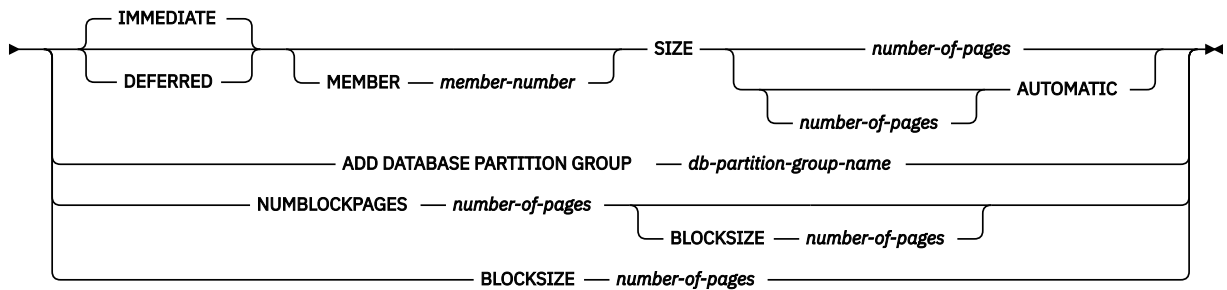 IMMEDIATE
DEFERRED
MEMBER member-number
SIZE number-of-pages
number-of-pages AUTOMATIC
ADD DATABASE PARTITION GROUP db-partition-group-name
NUMBLOCKPAGES number-of-pages
BLOCKSIZE number-of-pages
BLOCKSIZE number-of-pages